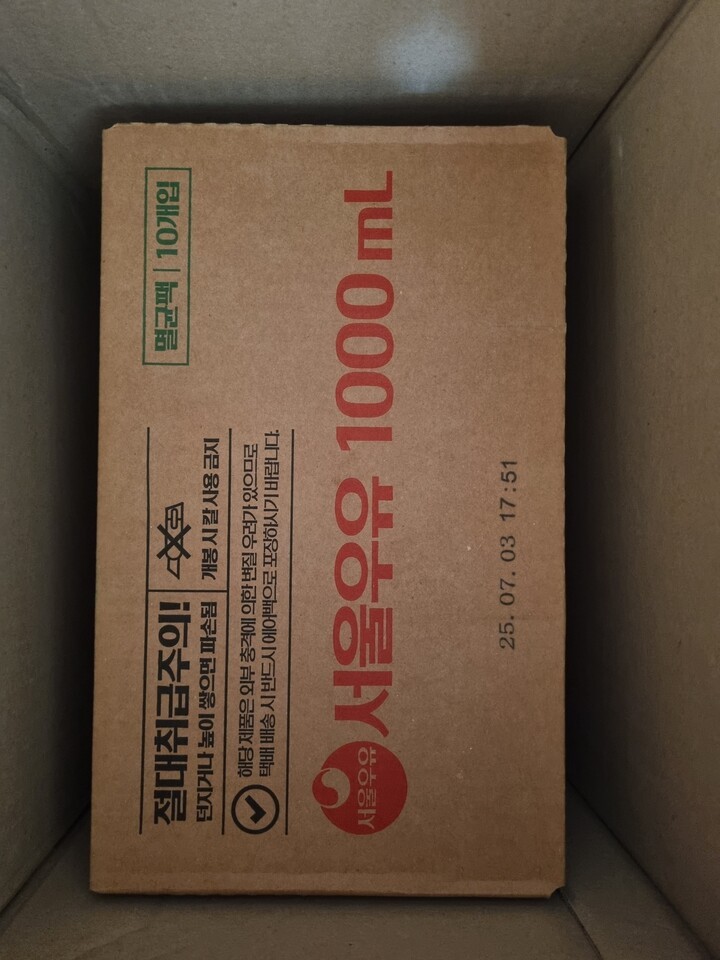 멸균팩 | 10개입
절대취급주의!
던지거나 높이 쌓으면 파손됨
개봉 시 칼 사용 금지
해당 제품은 외부 충격에 의한 변질 우려가 있으므로
택배 배송 시 반드시 에어백으로 포장하시기 바랍니다.
서울우유
서울우유 1000 mL
25. 07. 03 17:51